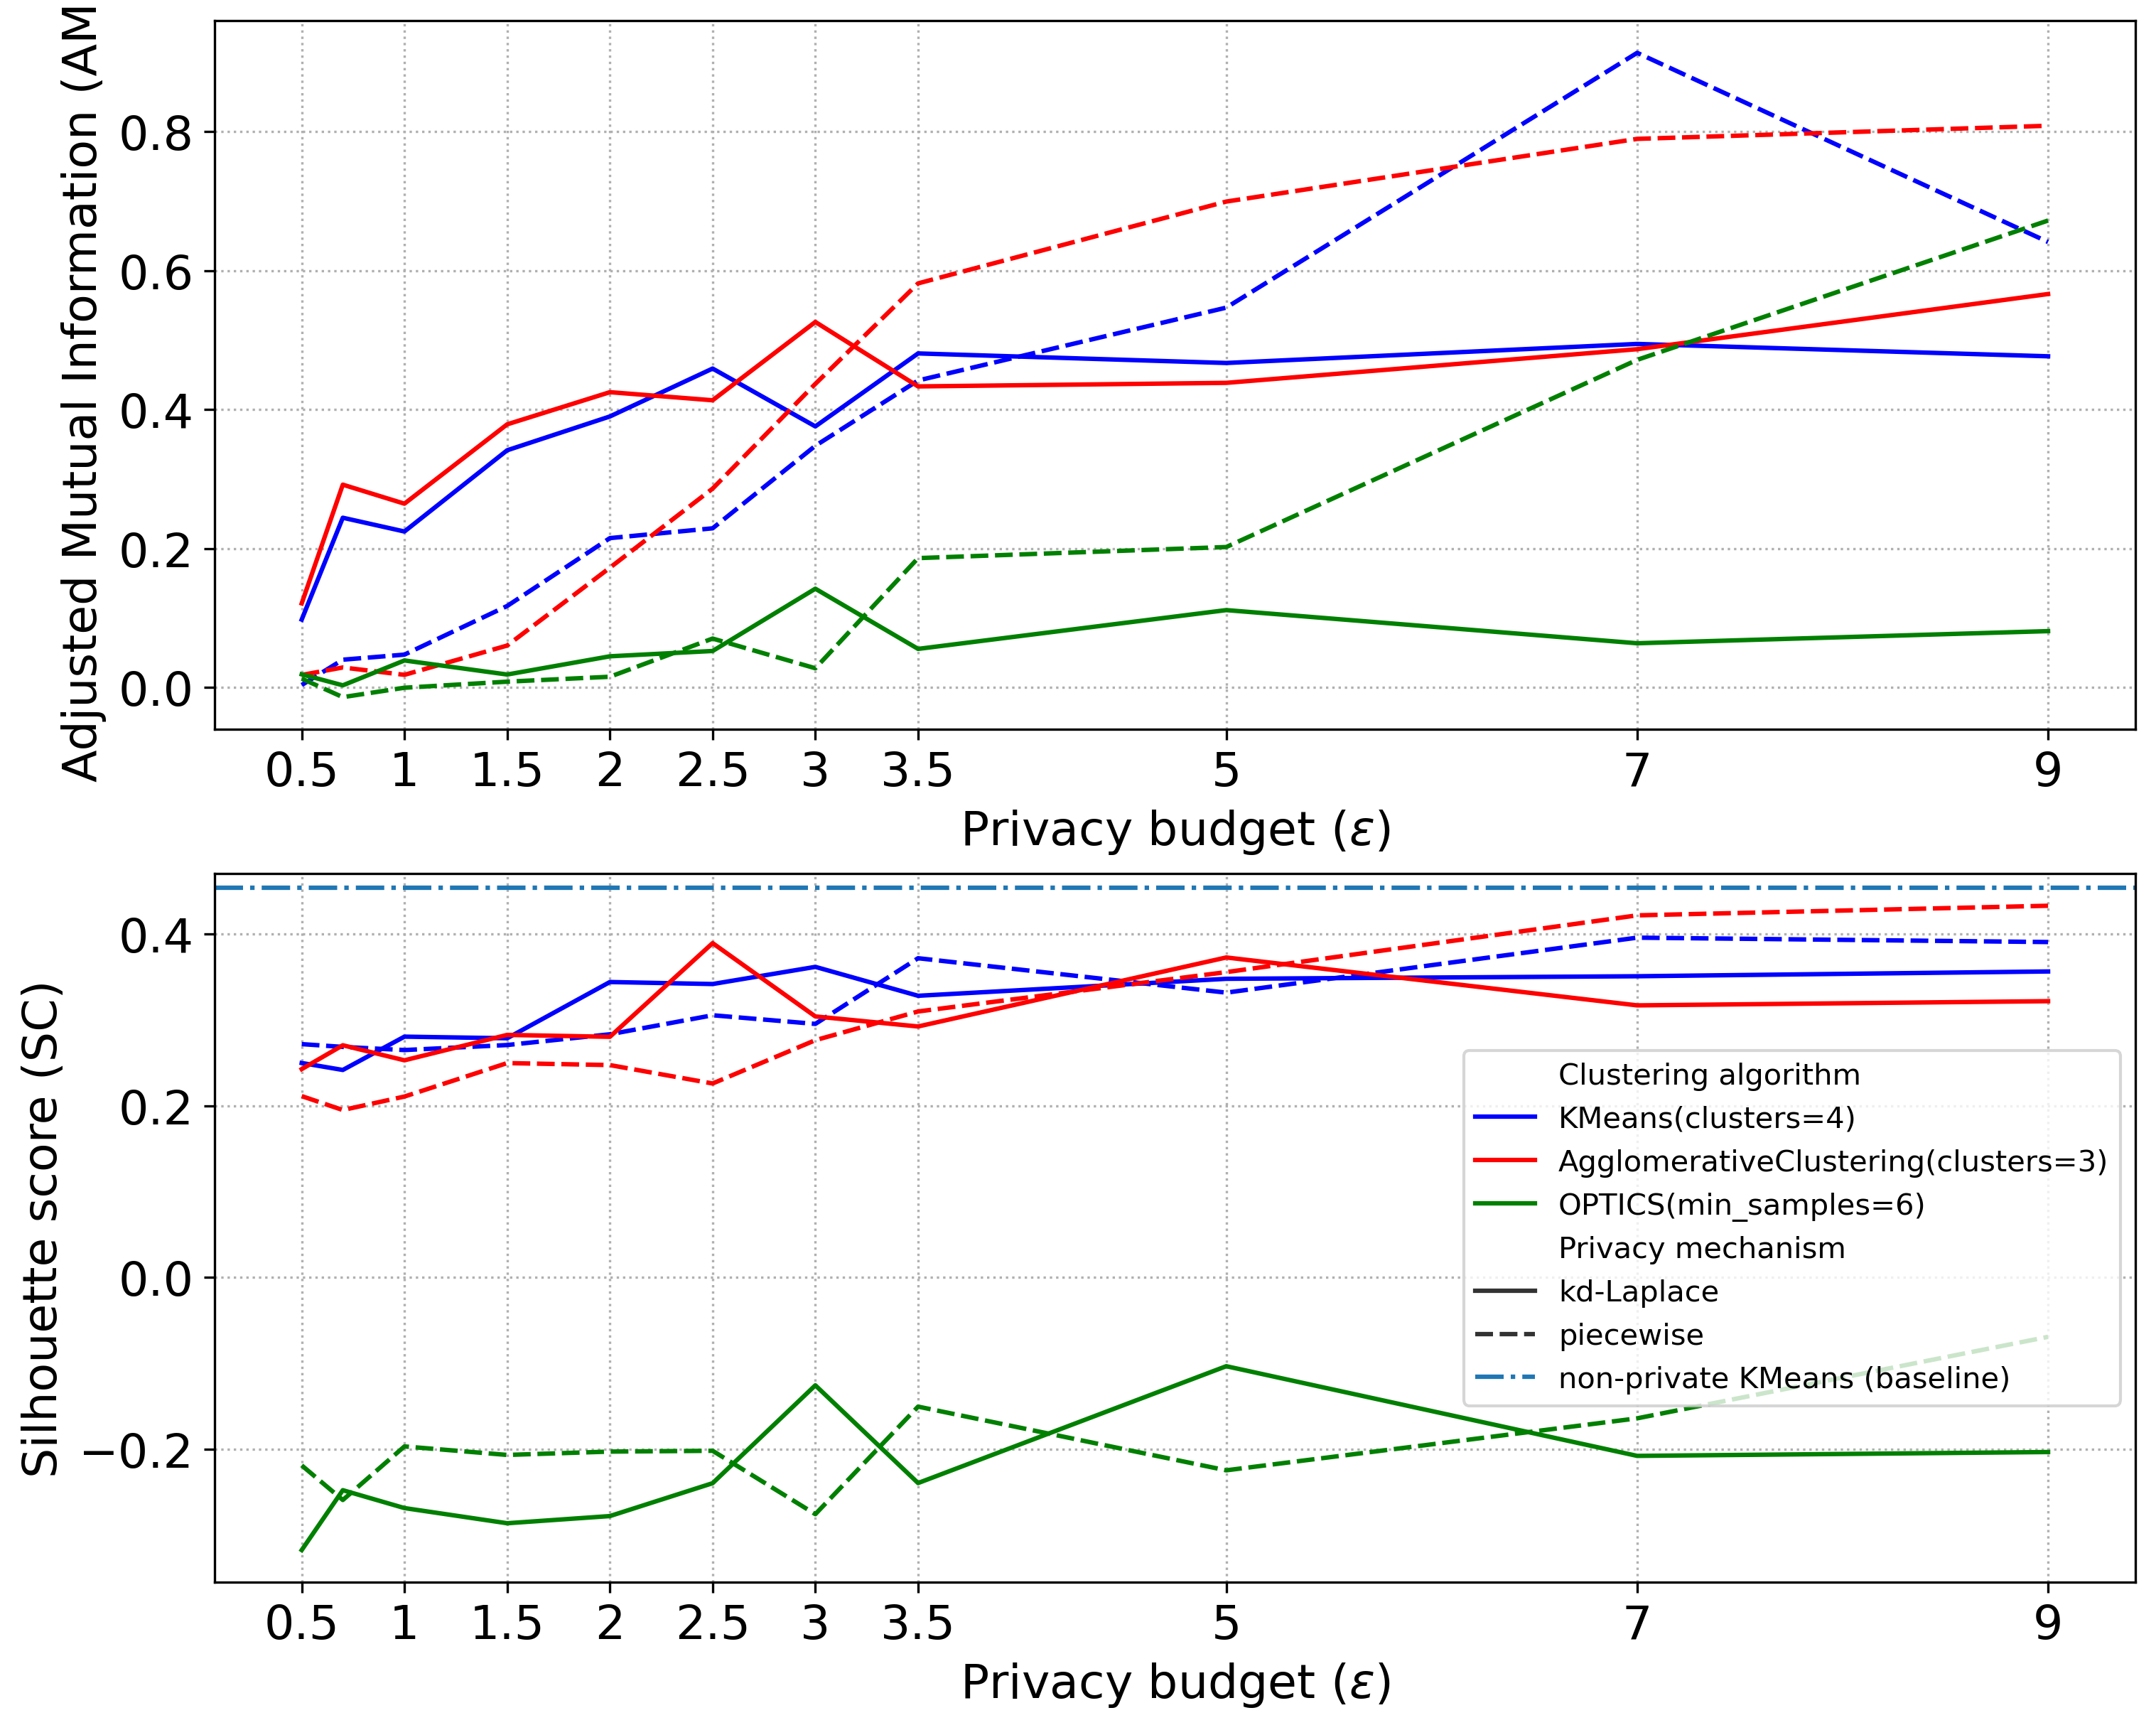 Adjusted Mutual Information (AM
0.8
0.6
0.4
0.2
0.0
0.5 1 1.5 2 2.5 3 3.5 5 7 9
Privacy budget (ε)
Silhouette score (SC)
0.4
0.2
0.0
−0.2
Clustering algorithm
KMeans(clusters=4)
AgglomerativeClustering(clusters=3)
OPTICS(min_samples=6)
Privacy mechanism
kd-Laplace
piecewise
non-private KMeans (baseline)
0.5 1 1.5 2 2.5 3 3.5 5 7 9
Privacy budget (ε)